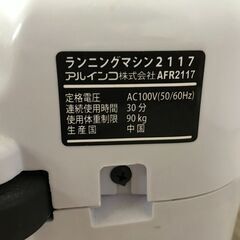 ランニングマシン2117
アルインコ株式会社 AFR2117
定格電圧 AC100V(50/60Hz)
連続使用時間 30分
使用体重制限 90kg
生産国 中国